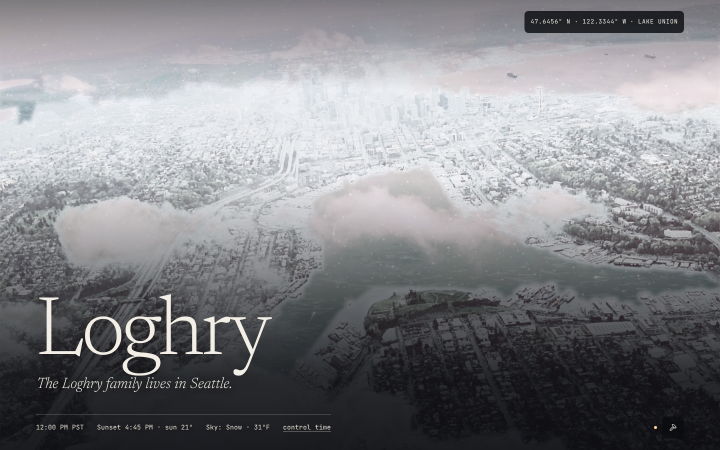 47.6456° N · 122.3344° W · LAKE UNION
Loghry
The Loghry family lives in Seattle.
12:00 PM PST Sunset 4:45 PM · sun 21° Sky: Snow · 31°F control time